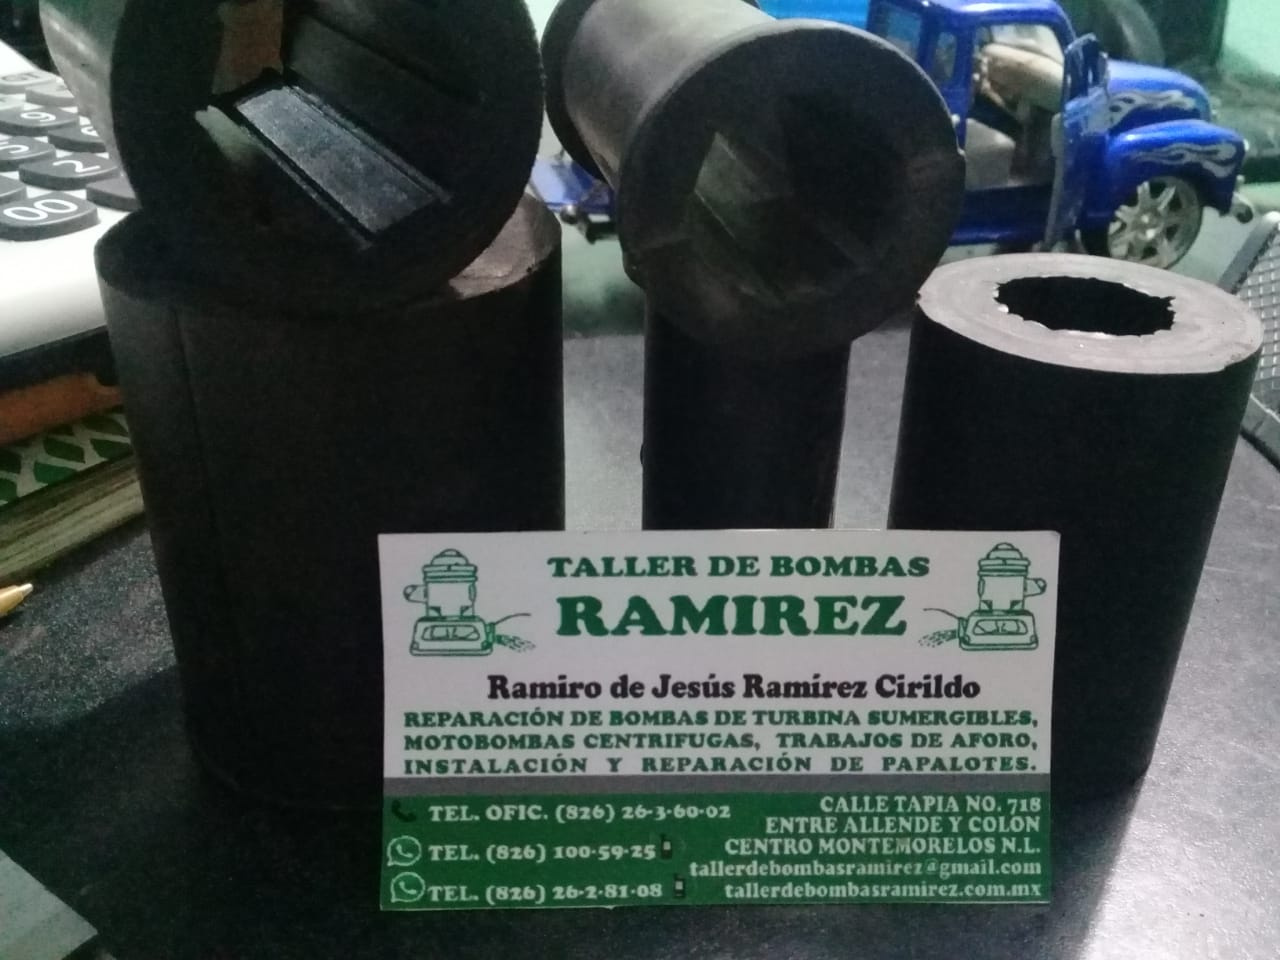 9
2
00
TALLER DE BOMBAS
RAMIREZ
Ramiro de Jesús Ramírez Cirildo
REPARACIÓN DE BOMBAS DE TURBINA SUMERGIBLES,
MOTOBOMBAS CENTRIFUGAS, TRABAJOS DE AFORO,
INSTALACIÓN Y REPARACIÓN DE PAPALOTES.
TEL. OFIC. (826) 26-3-60-02
TEL. (826) 100-59-25
TEL. (826) 26-2-81-08
CALLE TAPIA NO. 718
ENTRE ALLENDE Y COLON
CENTRO MONTEMORELOS N.L.
tallerdebombasramirez@gmail.com
tallerdebombasramirez.com.mx